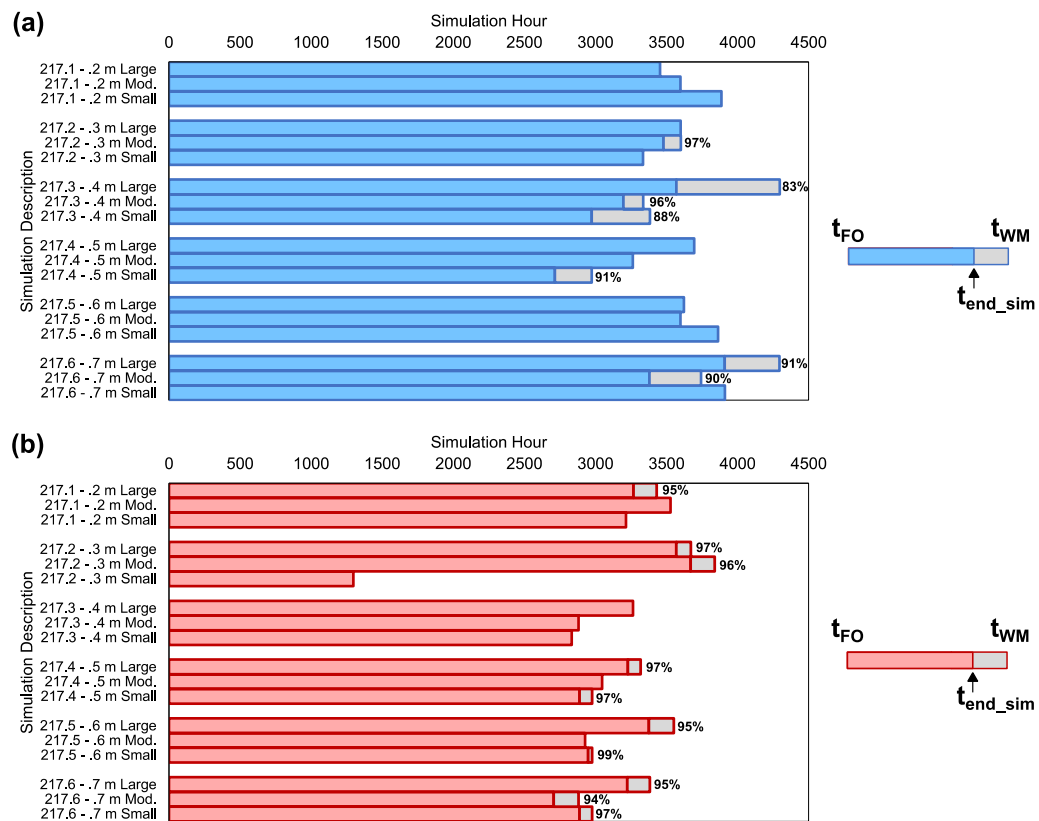 (a)
Simulation Hour
0 500 1000 1500 2000 2500 3000 3500 4000 4500
Simulation Description
217.1 - .2 m Large
217.1 - .2 m Mod.
217.1 - .2 m Small
217.2 - .3 m Large
217.2 - .3 m Mod. 97%
217.2 - .3 m Small
217.3 - .4 m Large 83%
217.3 - .4 m Mod. 96%
217.3 - .4 m Small 88%
217.4 - .5 m Large
217.4 - .5 m Mod.
217.4 - .5 m Small 91%
217.5 - .6 m Large
217.5 - .6 m Mod.
217.5 - .6 m Small
217.6 - .7 m Large 91%
217.6 - .7 m Mod. 90%
217.6 - .7 m Small
tFO tWM
tend_sim
(b)
Simulation Hour
0 500 1000 1500 2000 2500 3000 3500 4000 4500
Simulation Description
217.1 - .2 m Large 95%
217.1 - .2 m Mod.
217.1 - .2 m Small
217.2 - .3 m Large 97%
217.2 - .3 m Mod. 96%
217.2 - .3 m Small
217.3 - .4 m Large
217.3 - .4 m Mod.
217.3 - .4 m Small
217.4 - .5 m Large 97%
217.4 - .5 m Mod.
217.4 - .5 m Small 97%
217.5 - .6 m Large 95%
217.5 - .6 m Mod.
217.5 - .6 m Small 99%
217.6 - .7 m Large 95%
217.6 - .7 m Mod. 94%
217.6 - .7 m Small 97%
tFO tWM
tend_sim